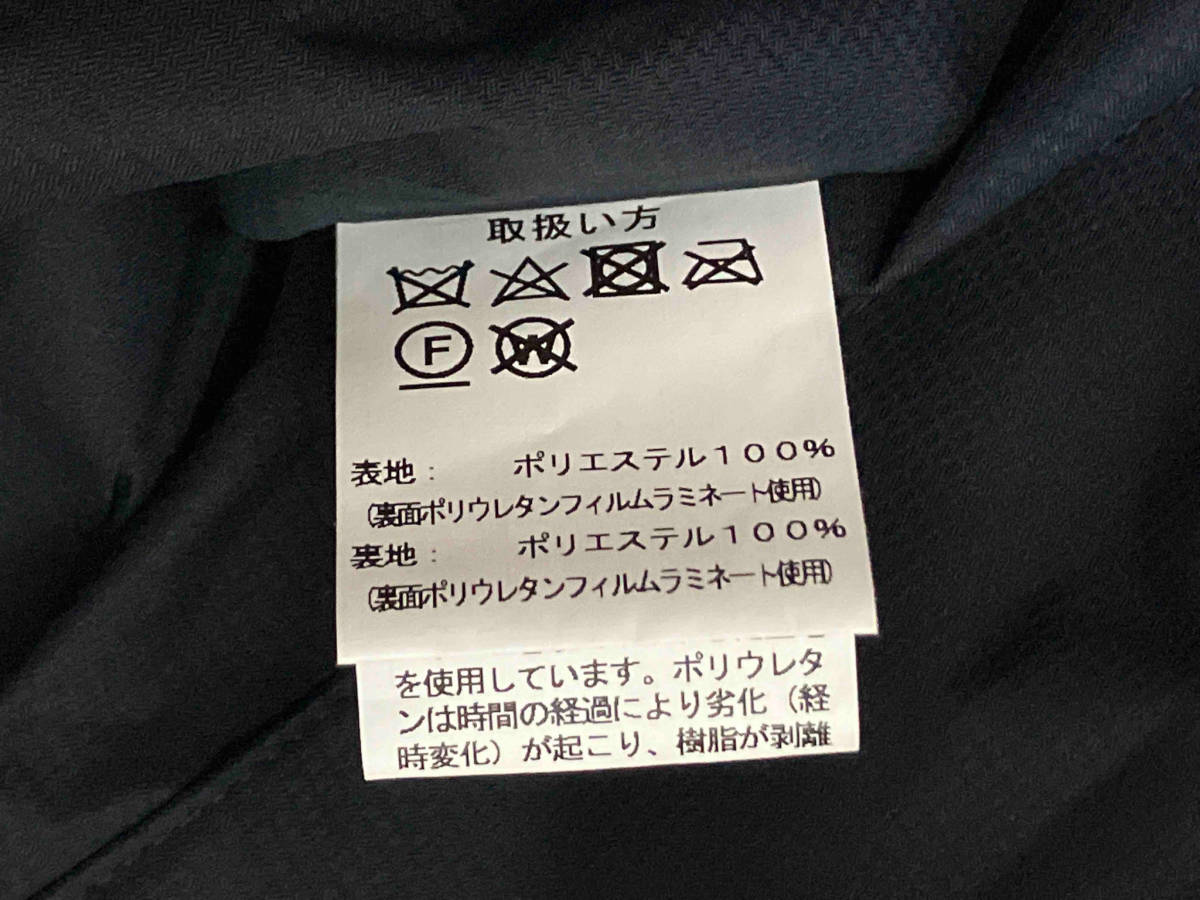 取扱い方
F W
表地： ポリエステル１００％
（裏面ポリウレタンフィルムラミネート使用）
裏地： ポリエステル１００％
（裏面ポリウレタンフィルムラミネート使用）
を使用しています。ポリウレタ
ンは時間の経過により劣化（経
時変化）が起こり、樹脂が剥離